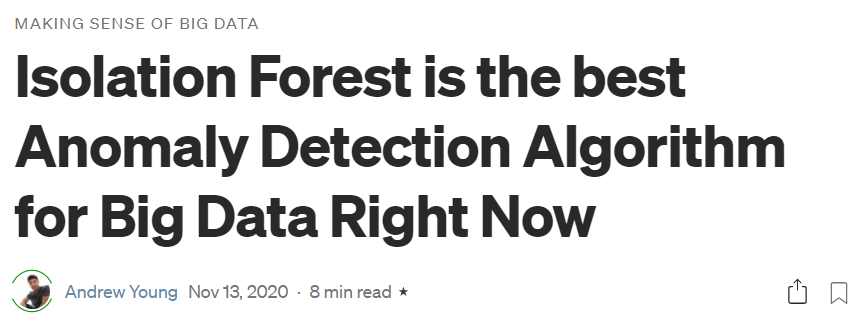 MAKING SENSE OF BIG DATA
Isolation Forest is the best
Anomaly Detection Algorithm
for Big Data Right Now
Andrew Young Nov 13, 2020 · 8 min read ★